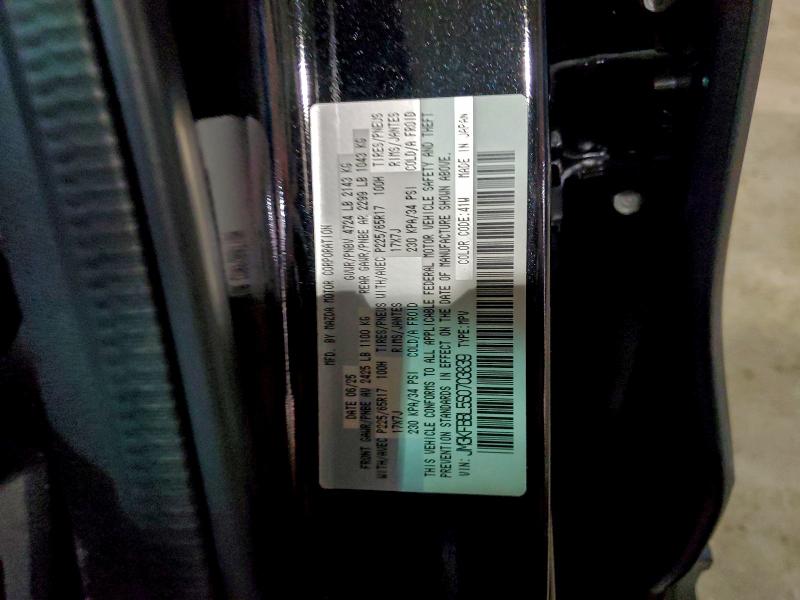 MFD. BY MAZDA MOTOR CORPORATION
DATE 06/25 GVWR/PNBV 4724 LB 2143 KG
FRONT GAWR/PNBE AV 2425 LB 1100 KG REAR GAWR/PNBE AR 2299 LB 1043 KG
WITH/AVEC P225/65R17 100H TIRES/PNEUS WITH/AVEC P225/65R17 100H TIRES/PNEUS
17X7J RIMS/JANTES 17X7J RIMS/JANTES
230 KPA/34 PSI COLD/A FROID 230 KPA/34 PSI COLD/A FROID
THIS VEHICLE CONFORMS TO ALL APPLICABLE FEDERAL MOTOR VEHICLE SAFETY AND THEFT
PREVENTION STANDARDS IN EFFECT ON THE DATE OF MANUFACTURE SHOWN ABOVE.
VIN: JM3KFBBL6S0703839 TYPE:MPV COLOR CODE:41W MADE IN JAPAN